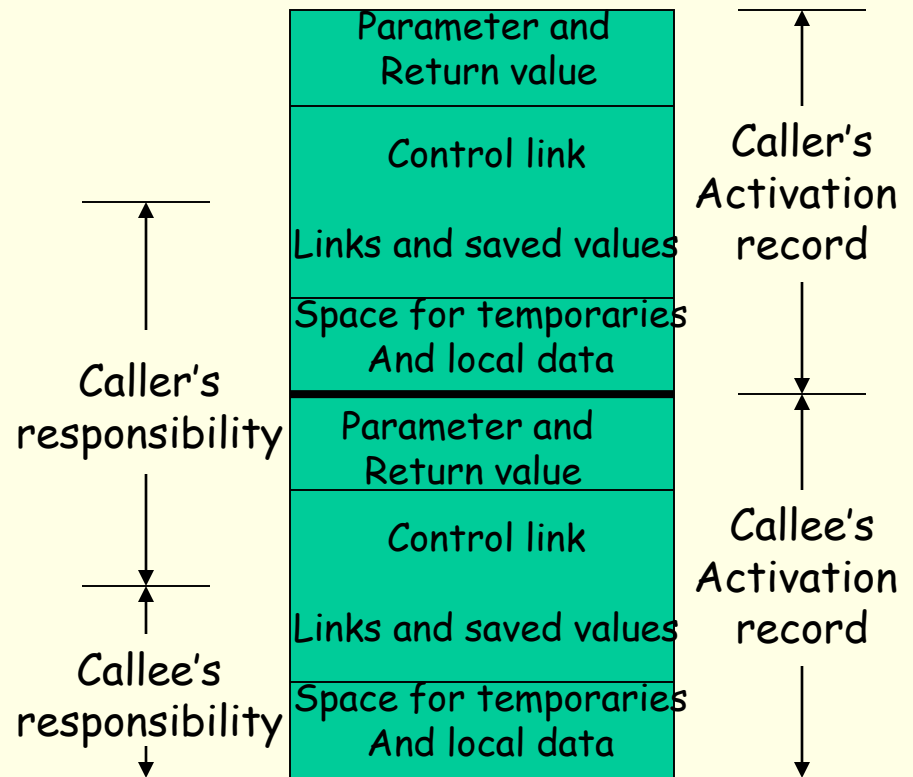 Parameter and
Return value
Control link
Links and saved values
Space for temporaries
And local data
Parameter and
Return value
Control link
Links and saved values
Space for temporaries
And local data
Caller's
responsibility
Callee's
responsibility
Caller's
Activation
record
Callee's
Activation
record